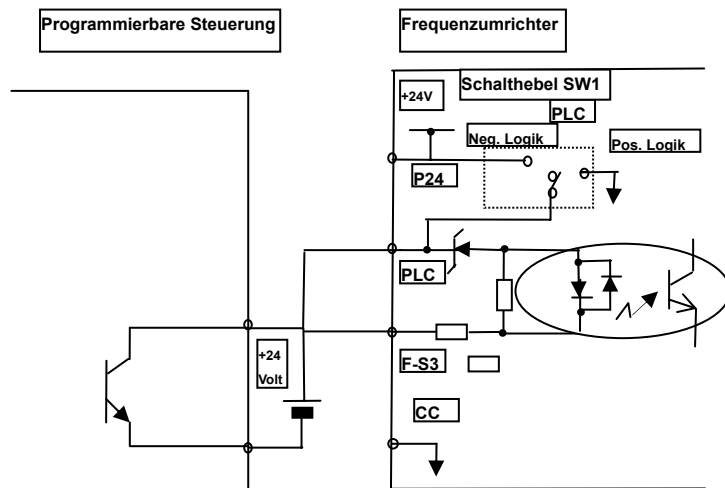 Programmierbare Steuerung
Frequenzumrichter
Schalthebel SW1
+24V
PLC
Neg. Logik
Pos. Logik
P24
PLC
+24
Volt
F-S3
CC